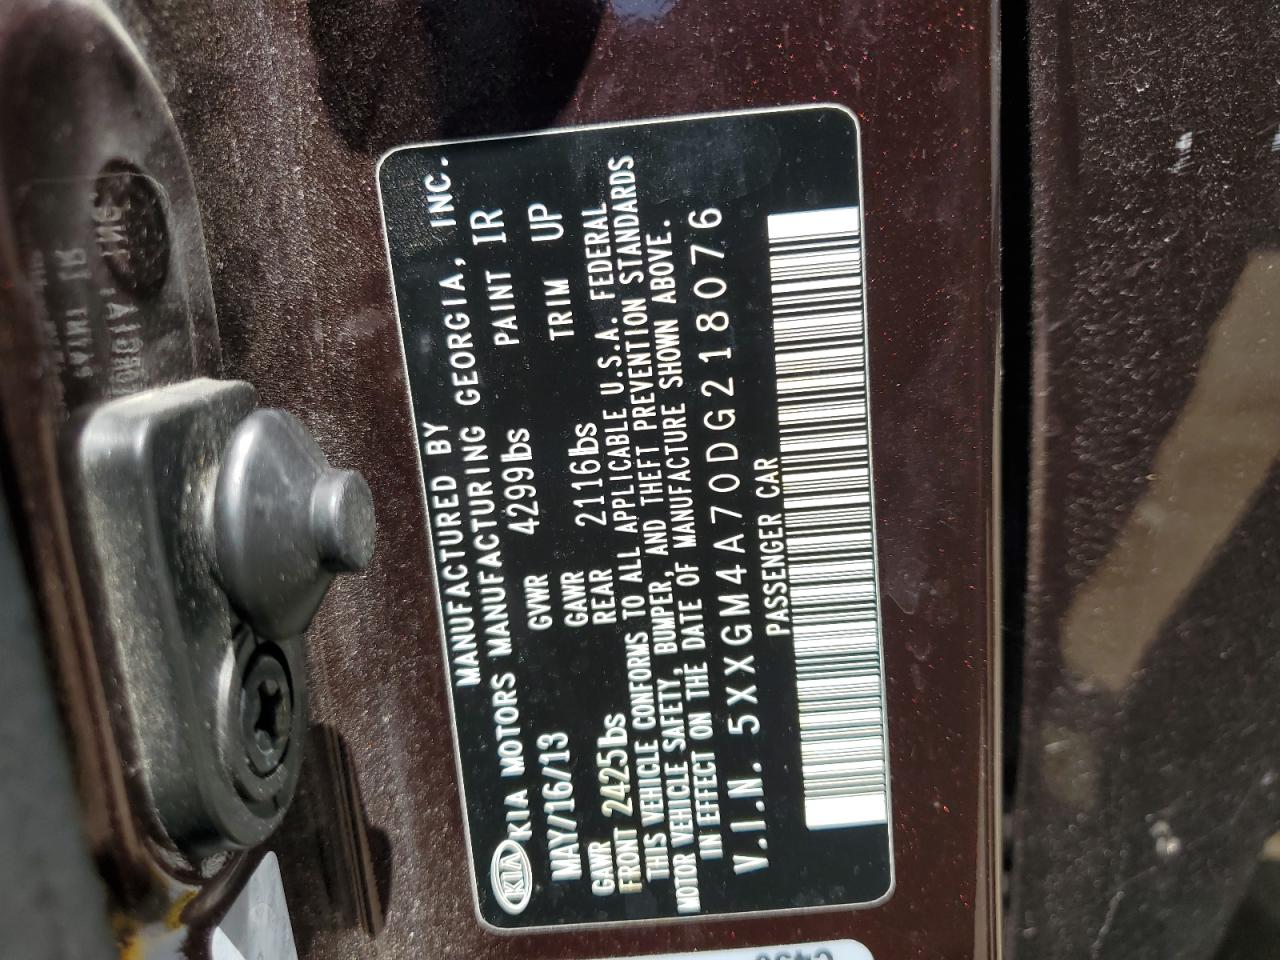 MANUFACTURED BY
KIA KIA MOTORS MANUFACTURING GEORGIA, INC.
MAY/16/13 GVWR 4299lbs PAINT IR
GAWR FRONT 2425lbs GAWR REAR 2116lbs TRIM UP
THIS VEHICLE CONFORMS TO ALL APPLICABLE U.S.A. FEDERAL
MOTOR VEHICLE SAFETY, BUMPER, AND THEFT PREVENTION STANDARDS
IN EFFECT ON THE DATE OF MANUFACTURE SHOWN ABOVE.
V.I.N. 5XXGM4A70DG218076
PASSENGER CAR